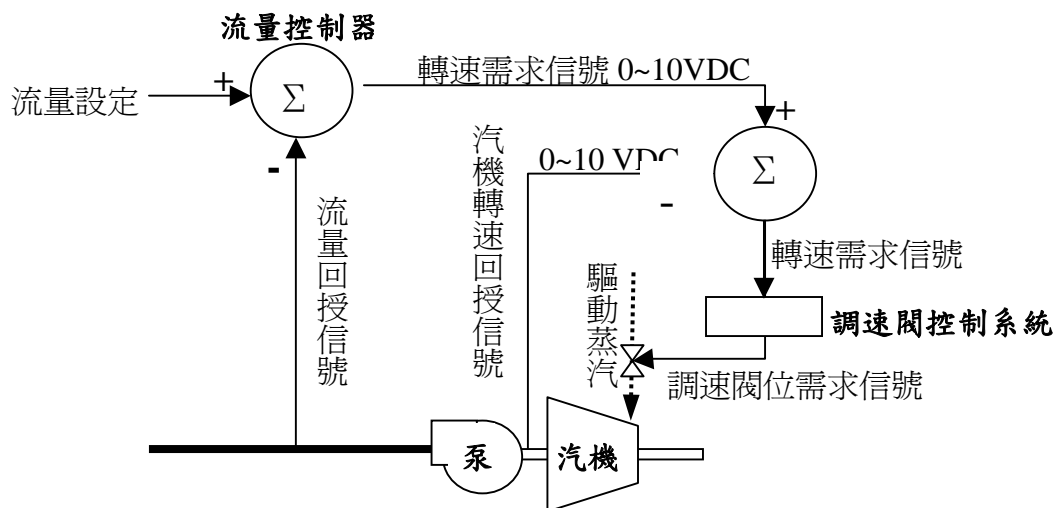 流量控制器
轉速需求信號 0~10VDC
流量設定
+
Σ
+
-
汽機轉速回授信號
0~10 VDC
-
Σ
流量回授信號
轉速需求信號
驅動蒸汽
調速閥控制系統
調速閥位需求信號
泵
汽機